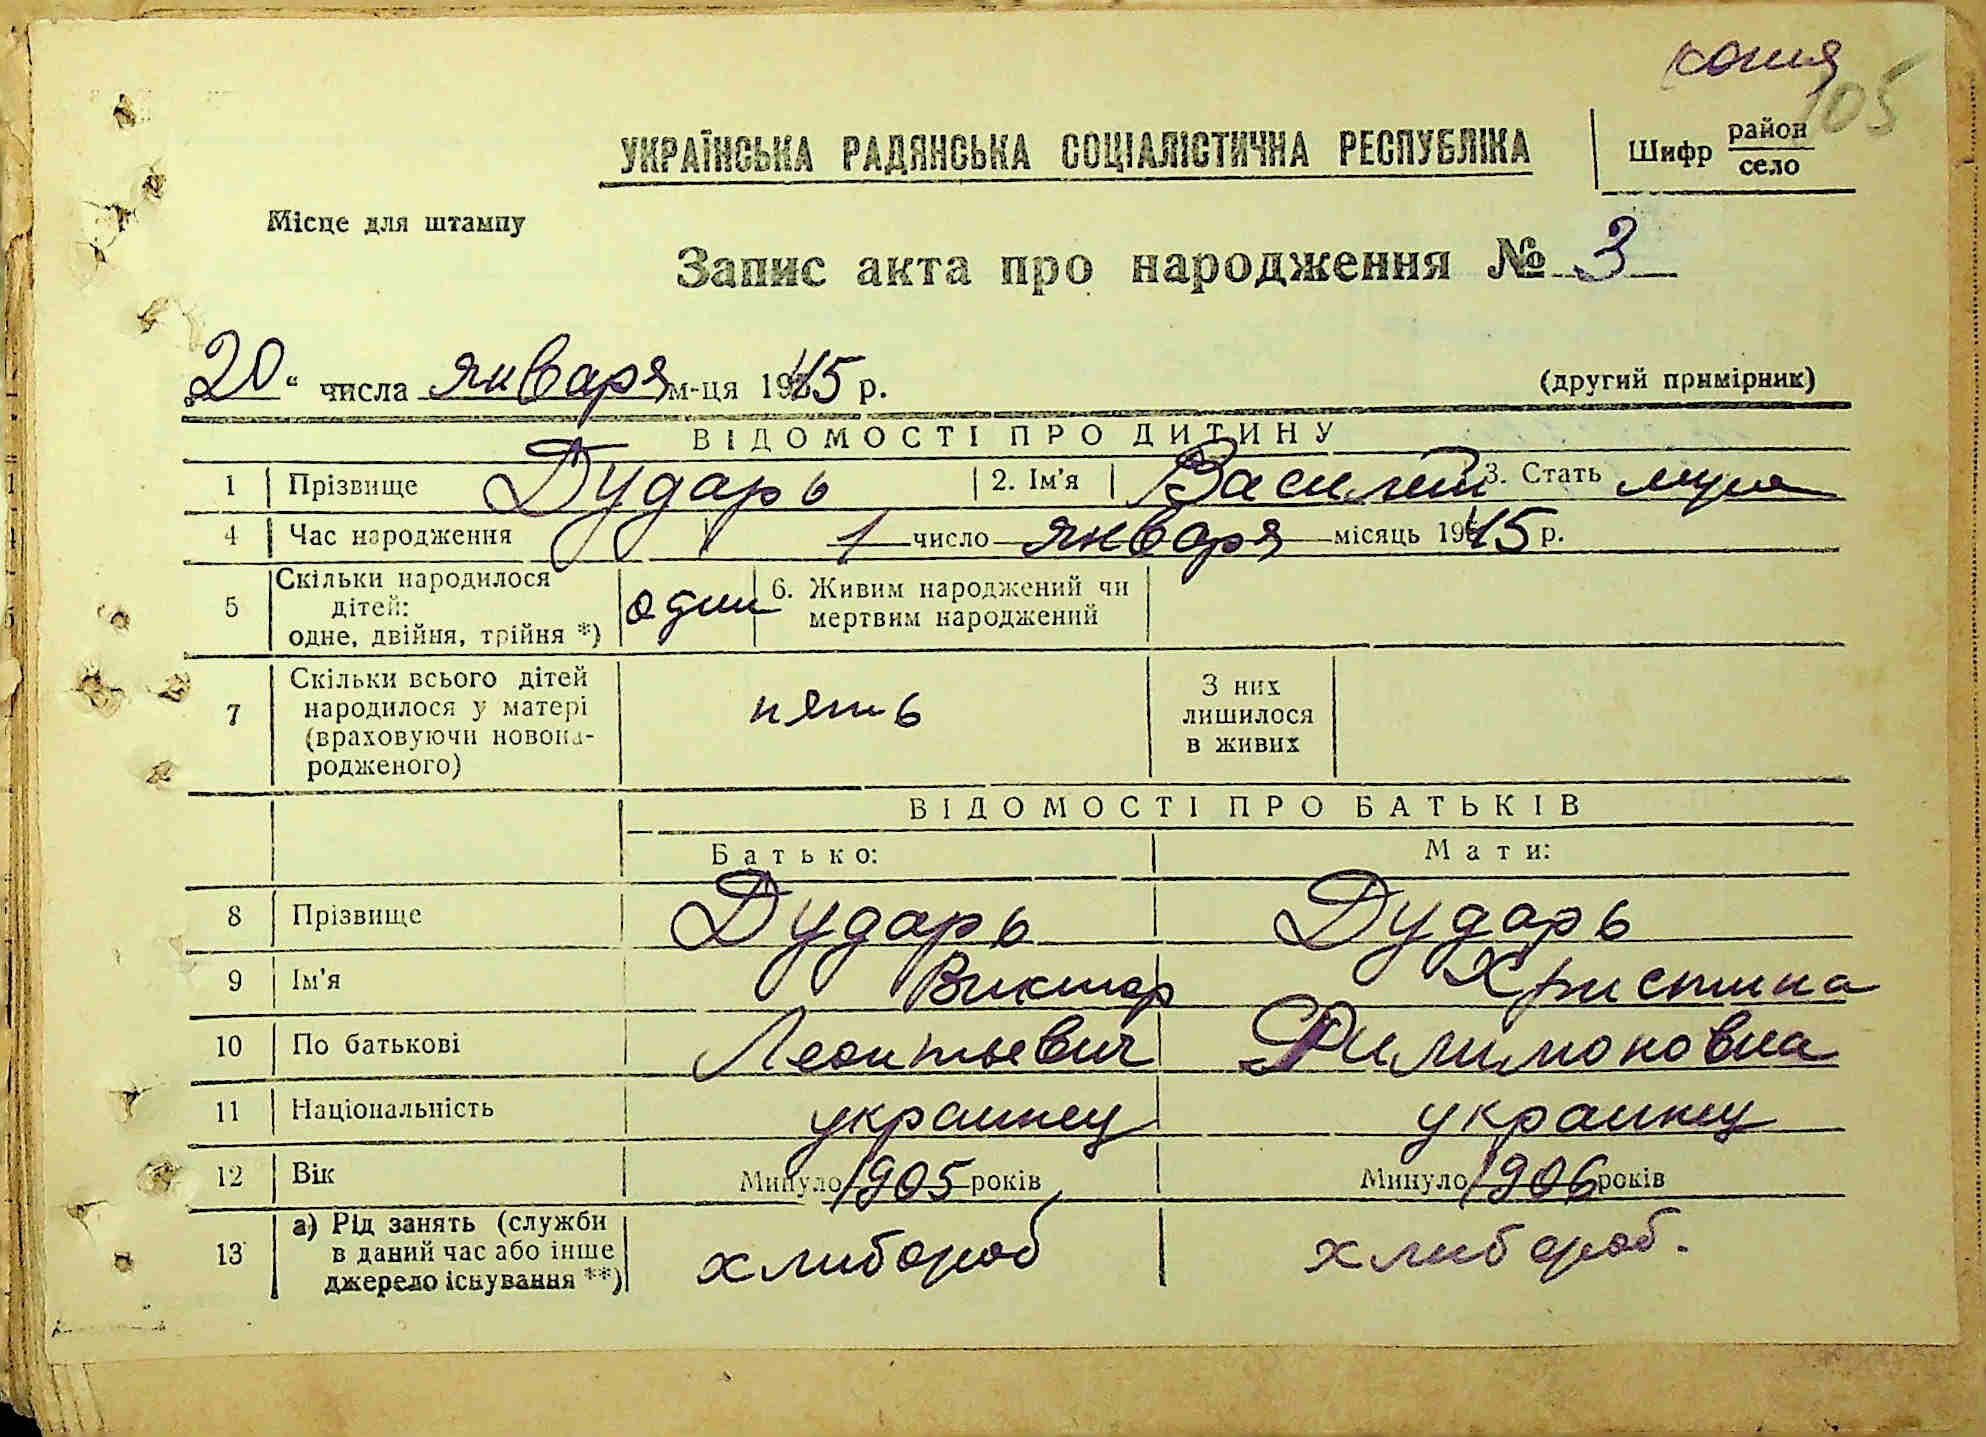 копия
105
УКРАЇНСЬКА РАДЯНСЬКА СОЦІАЛІСТИЧНА РЕСПУБЛІКА
Шифр район
село
Місце для штампу
Запис акта про народження № 3
„20“ числа января м-ця 1945 р.
(другий примірник)
ВІДОМОСТІ ПРО ДИТИНУ
1 Прізвище Дударь 2. Ім'я Василий 3. Стать муж
4 Час народження 1 число января місяць 1945 р.
5 Скільки народилося дітей: одне, двійня, трійня *) один 6. Живим народжений чи мертвим народжений
7 Скільки всього дітей народилося у матері (враховуючи новона-родженого) пять З них лишилося в живих
ВІДОМОСТІ ПРО БАТЬКІВ
Батько: Мати:
8 Прізвище Дударь Дударь
9 Ім'я Виктор Христина
10 По батькові Леонтьевич Филимоновна
11 Національність украинец украинец
12 Вік Минуло 1905 років Минуло 1906 років
13 а) Рід занять (служби в даний час або інше джерело існування **) хлибороб хлибороб.